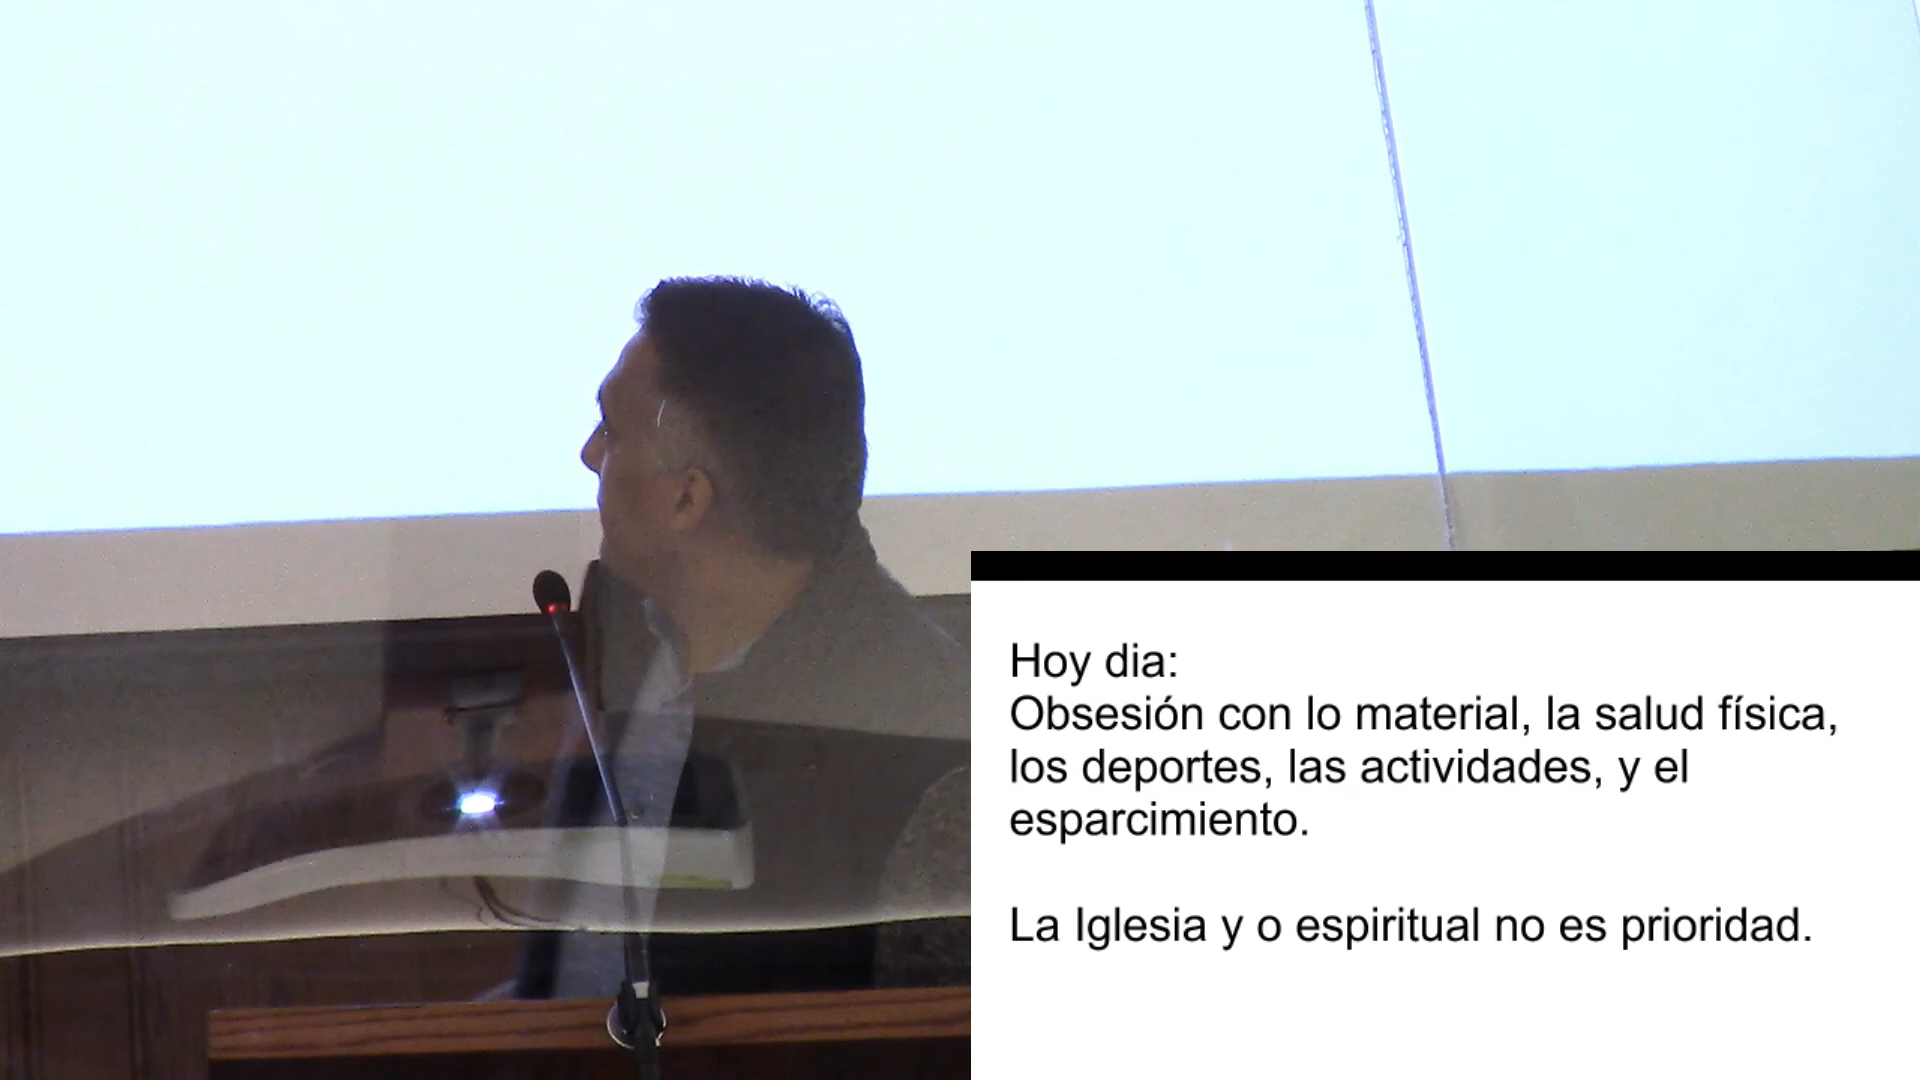 Hoy dia:
Obsesión con lo material, la salud física,
los deportes, las actividades, y el
esparcimiento.
La Iglesia y o espiritual no es prioridad.